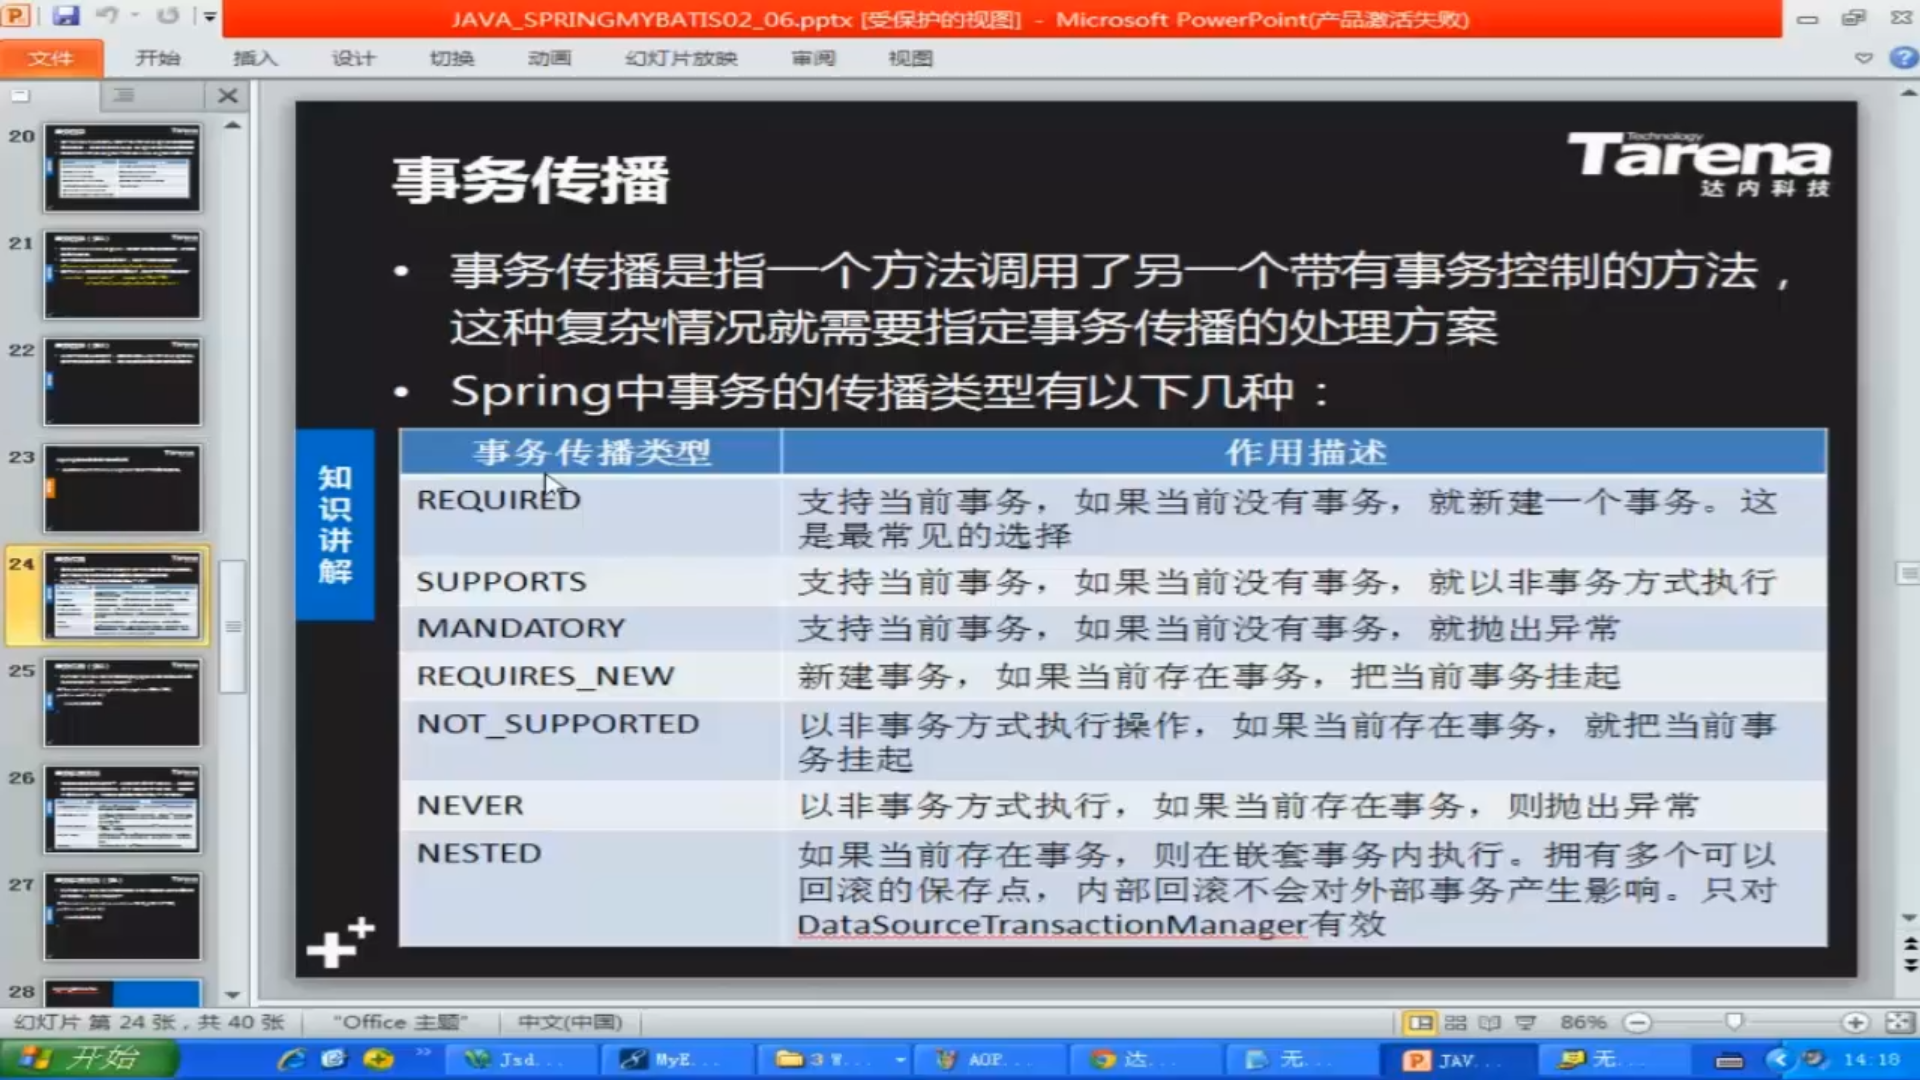 JAVA_SPRINGMYBATIS02_06.pptx [受保护的视图] - Microsoft PowerPoint(产品激活失败)
文件 开始 插入 设计 切换 动画 幻灯片放映 审阅 视图
20
21
22
23
24
25
26
27
28
Technology
Tarena
达内科技
事务传播
• 事务传播是指一个方法调用了另一个带有事务控制的方法，
这种复杂情况就需要指定事务传播的处理方案
• Spring中事务的传播类型有以下几种：
知识讲解
事务传播类型 作用描述
REQUIRED 支持当前事务，如果当前没有事务，就新建一个事务。这
是最常见的选择
SUPPORTS 支持当前事务，如果当前没有事务，就以非事务方式执行
MANDATORY 支持当前事务，如果当前没有事务，就抛出异常
REQUIRES_NEW 新建事务，如果当前存在事务，把当前事务挂起
NOT_SUPPORTED 以非事务方式执行操作，如果当前存在事务，就把当前事
务挂起
NEVER 以非事务方式执行，如果当前存在事务，则抛出异常
NESTED 如果当前存在事务，则在嵌套事务内执行。拥有多个可以
回滚的保存点，内部回滚不会对外部事务产生影响。只对
DataSourceTransactionManager有效
幻灯片 第 24 张，共 40 张 "Office 主题" 中文(中国) 86%
开始 Jsd... MyE... 3 W... AOP... 达... 无... JAV... 无... 14:18